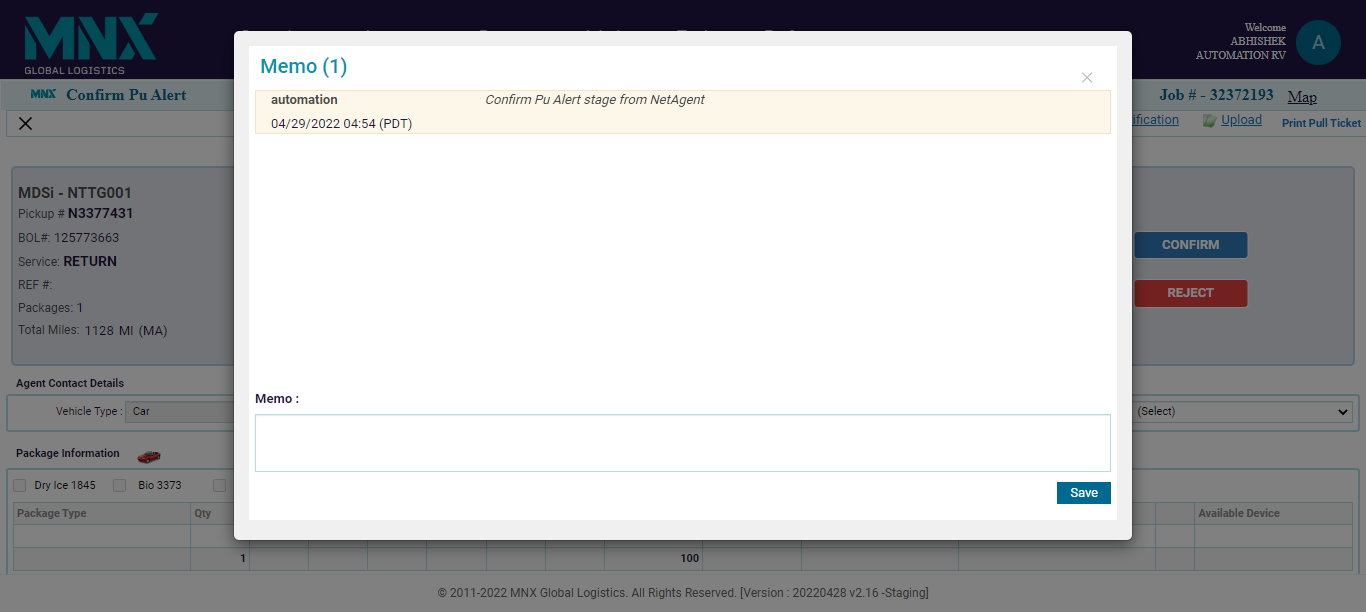 MNX
GLOBAL LOGISTICS
Welcome
ABHISHEK
AUTOMATION RV
A
MNX Confirm Pu Alert
Job # - 32372193 Map
ification Upload Print Pull Ticket
Memo (1)
automation Confirm Pu Alert stage from NetAgent
04/29/2022 04:54 (PDT)
MDSi - NTTG001
Pickup # N3377431
BOL#: 125773663
Service: RETURN
REF #:
Packages: 1
Total Miles: 1128 MI (MA)
CONFIRM
REJECT
Agent Contact Details
Vehicle Type : Car
(Select)
Memo :
Save
Package Information
Dry Ice 1845 Bio 3373
Package Type Qty Available Device
1 100
© 2011-2022 MNX Global Logistics. All Rights Reserved. [Version : 20220428 v2.16 -Staging]